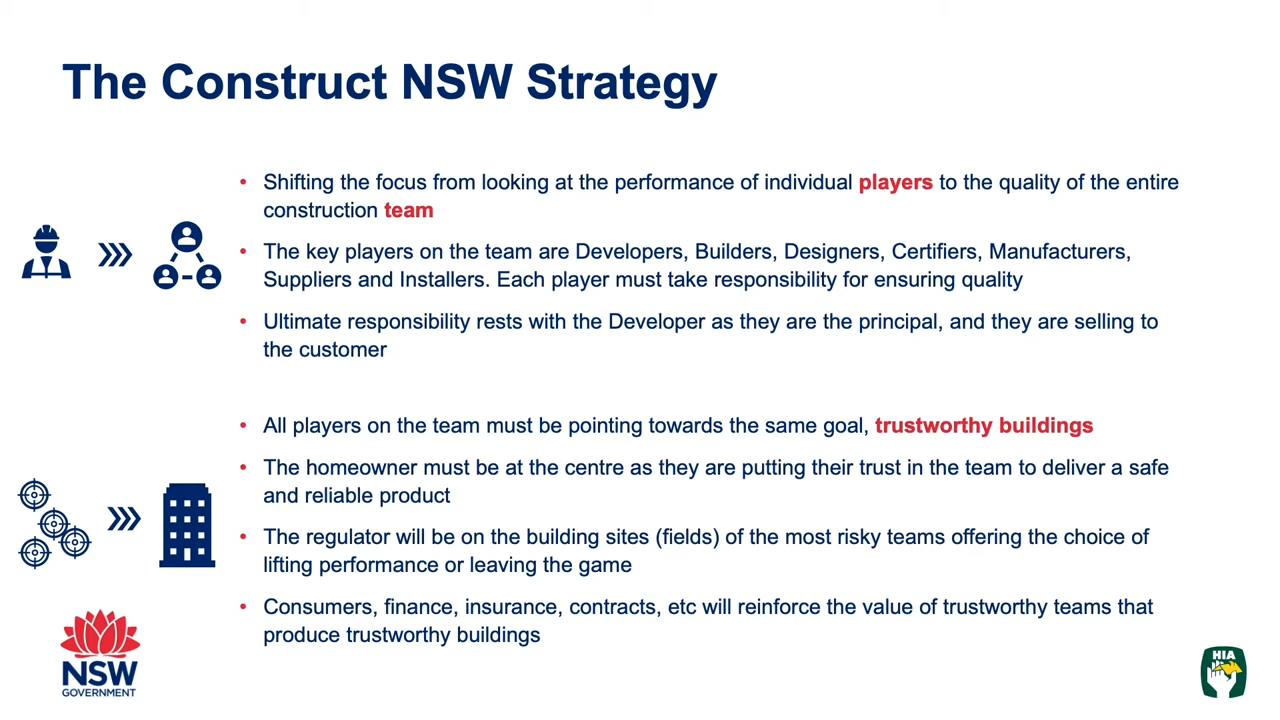 The Construct NSW Strategy
• Shifting the focus from looking at the performance of individual players to the quality of the entire
construction team
• The key players on the team are Developers, Builders, Designers, Certifiers, Manufacturers,
Suppliers and Installers. Each player must take responsibility for ensuring quality
• Ultimate responsibility rests with the Developer as they are the principal, and they are selling to
the customer
• All players on the team must be pointing towards the same goal, trustworthy buildings
• The homeowner must be at the centre as they are putting their trust in the team to deliver a safe
and reliable product
• The regulator will be on the building sites (fields) of the most risky teams offering the choice of
lifting performance or leaving the game
• Consumers, finance, insurance, contracts, etc will reinforce the value of trustworthy teams that
produce trustworthy buildings
NSW
GOVERNMENT
HIA